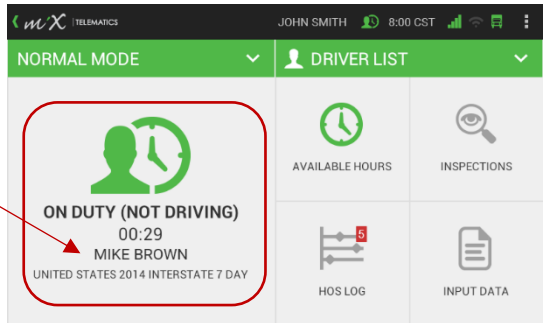 miX TELEMATICS JOHN SMITH 8:00 CST
NORMAL MODE DRIVER LIST
ON DUTY (NOT DRIVING)
00:29
MIKE BROWN
UNITED STATES 2014 INTERSTATE 7 DAY
AVAILABLE HOURS INSPECTIONS
5
HOS LOG INPUT DATA